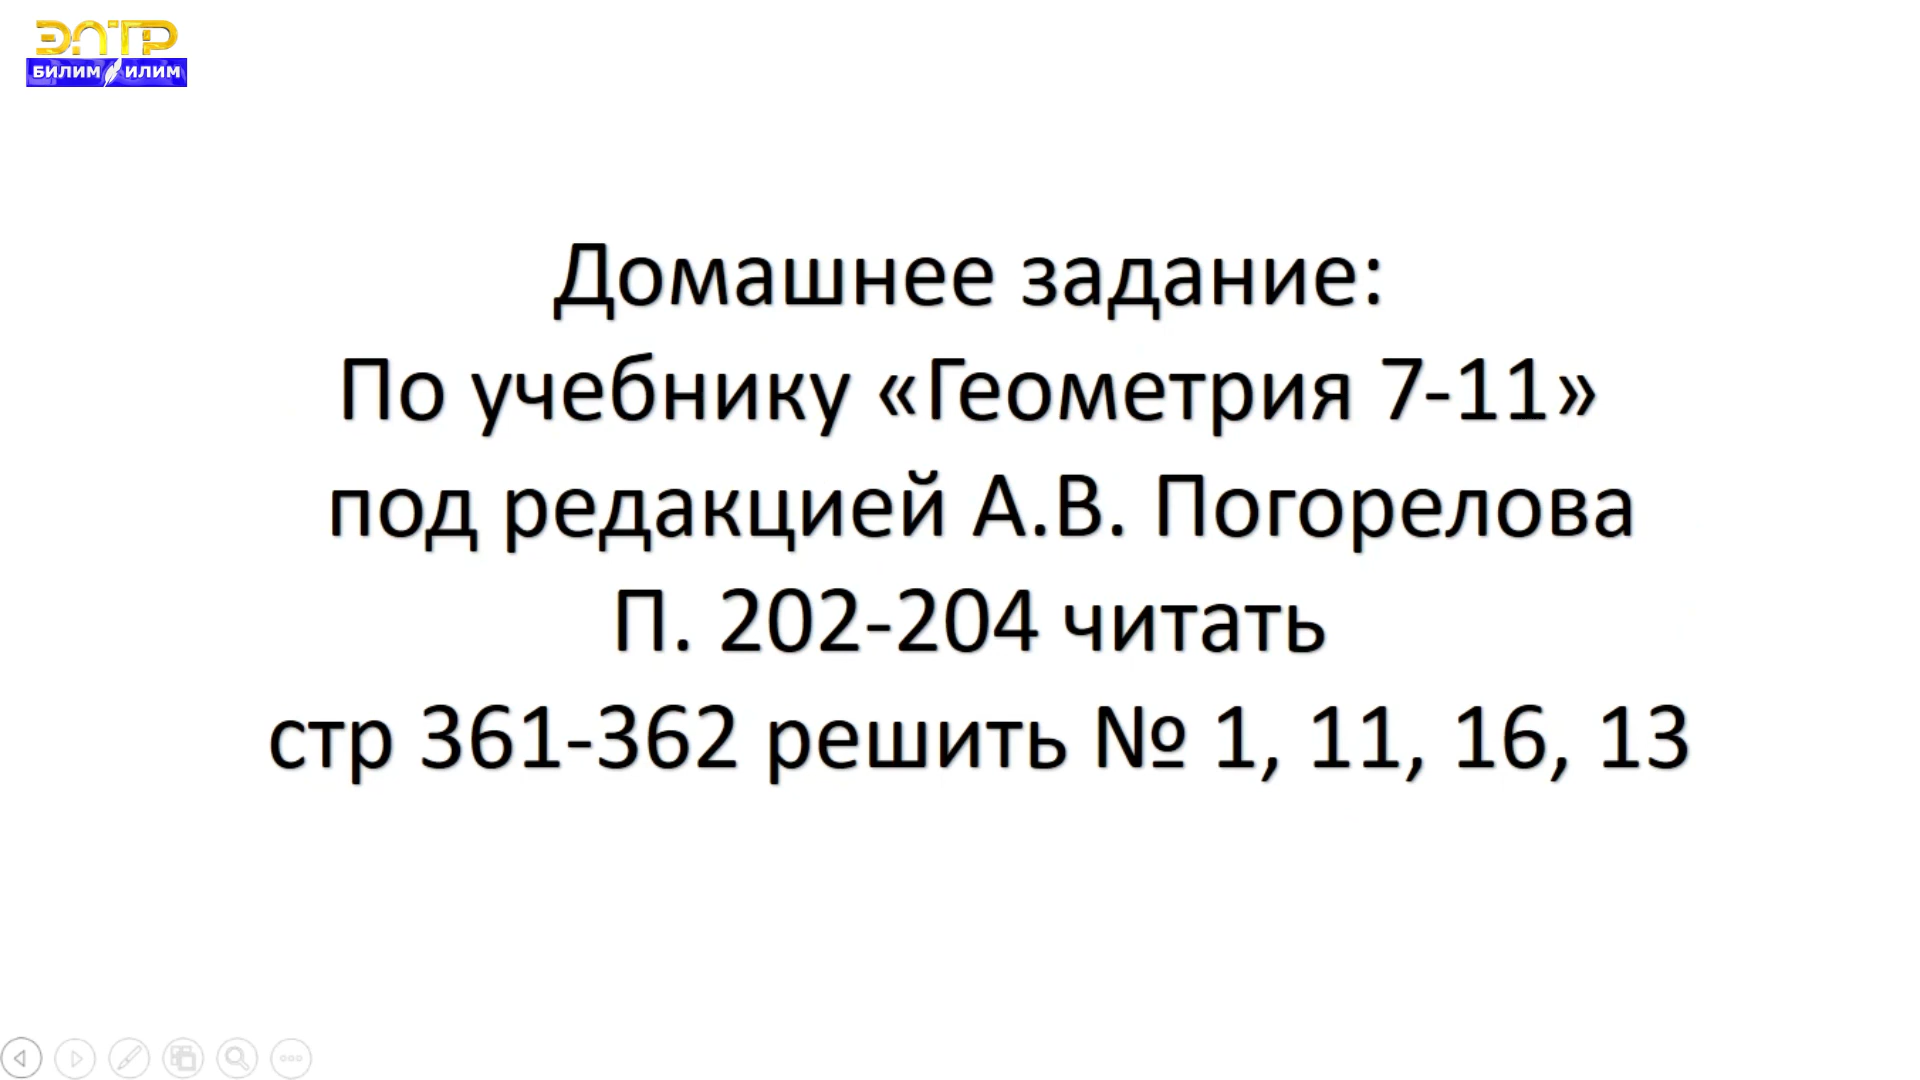 ЭЛТР
БИЛИМ ИЛИМ
Домашнее задание:
По учебнику «Геометрия 7-11»
под редакцией А.В. Погорелова
П. 202-204 читать
стр 361-362 решить № 1, 11, 16, 13